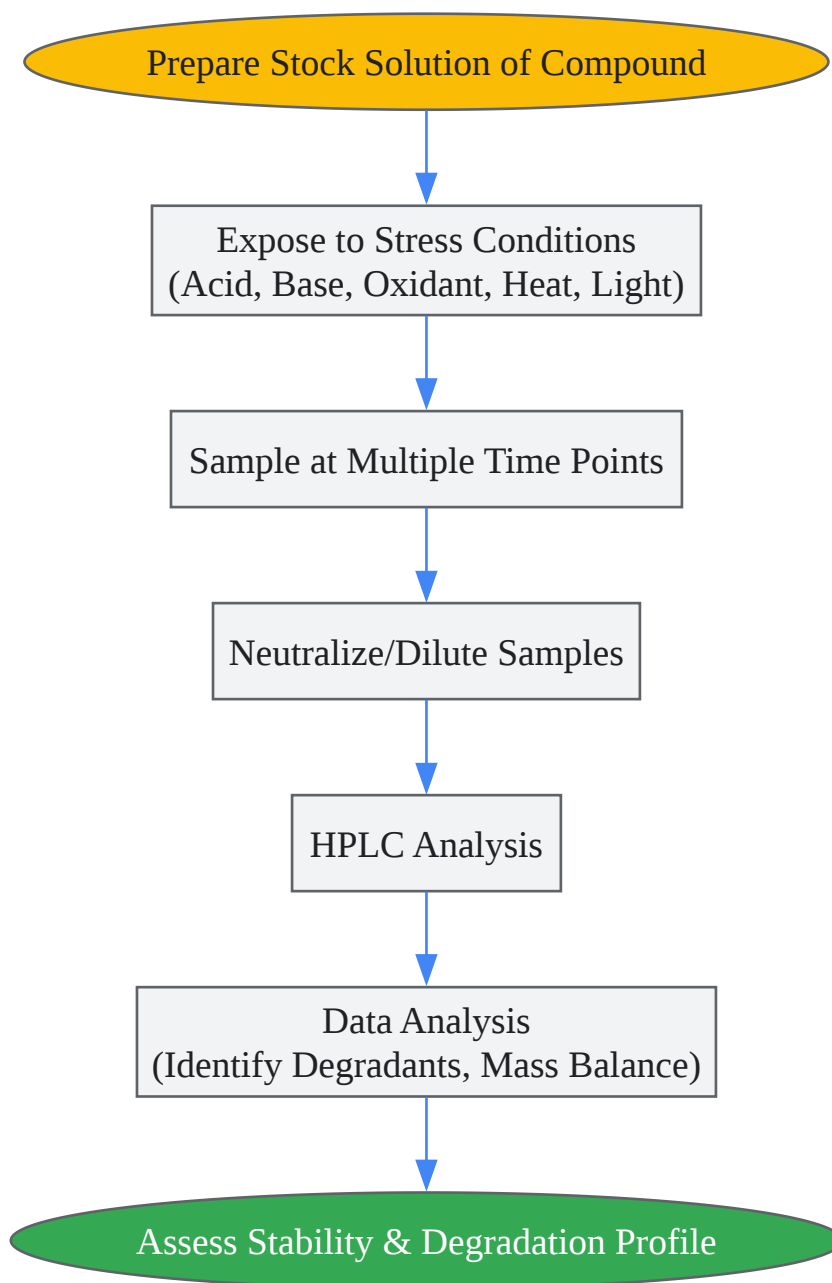 Prepare Stock Solution of Compound
Expose to Stress Conditions
(Acid, Base, Oxidant, Heat, Light)
Sample at Multiple Time Points
Neutralize/Dilute Samples
HPLC Analysis
Data Analysis
(Identify Degradants, Mass Balance)
Assess Stability & Degradation Profile